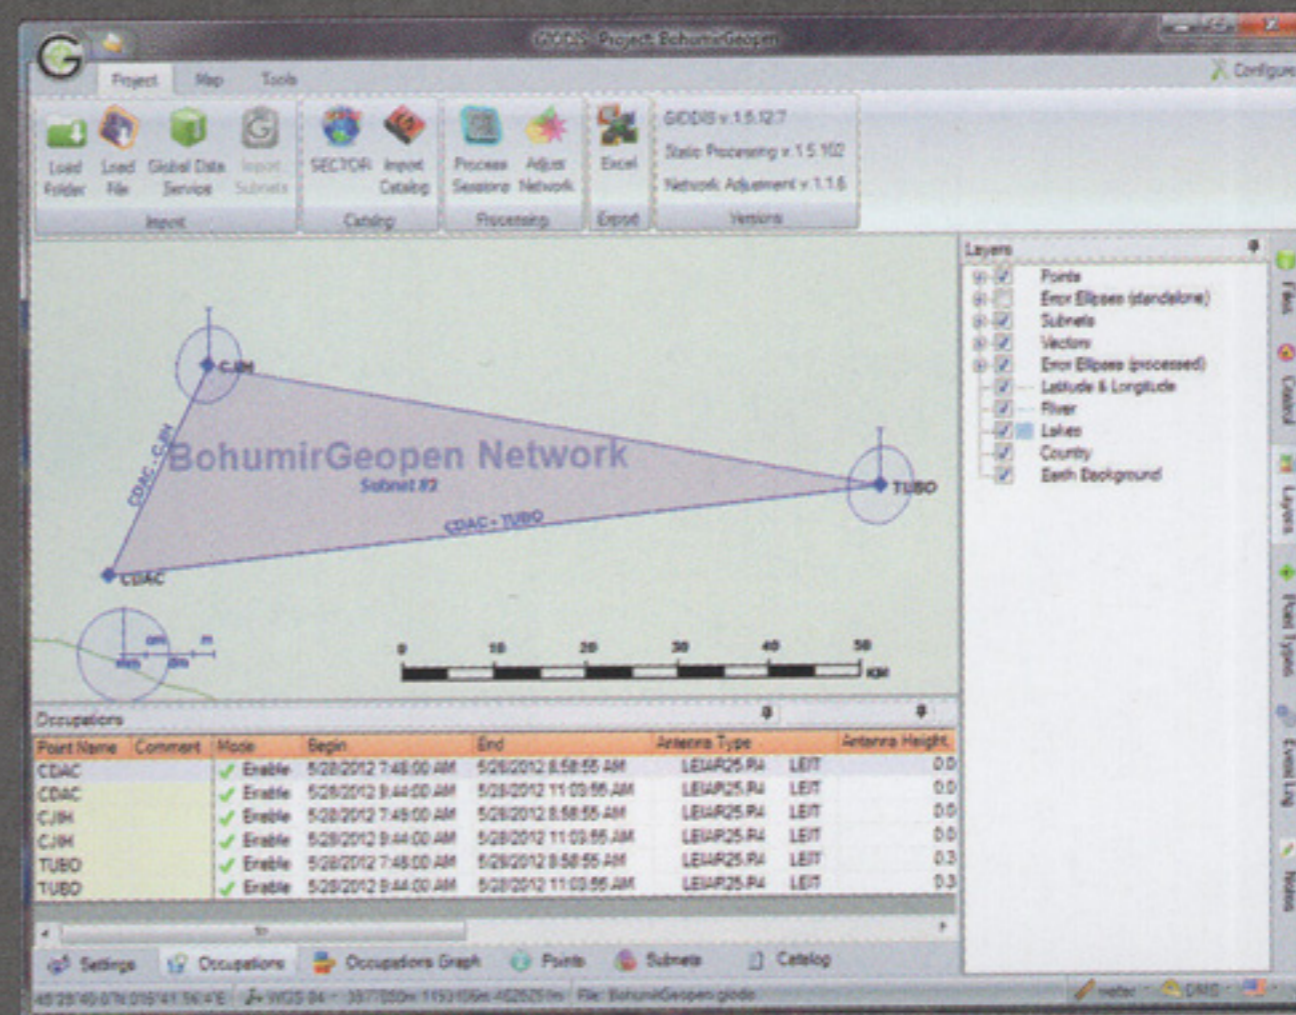 GIODIS - Project: BohumirGeopen
Project Map Tools
Configure
Load Folder
Load File
Global Data Service
Import Subnets
SECTOR
Import Catalog
Process Sessions
Adjust Network
Excel
GIODIS v.1.5.12.7
Static Processing v.1.5.102
Network Adjustment v.1.1.6
Import Catalog Processing Export Versions
CJIH
CDAC - CJIH
BohumirGeopen Network
Subnet #2
CDAC - TUBO
TUBO
CDAC
cm m
mm dm
0 10 20 30 40 50
KM
Layers
Points
Error Ellipses (standalone)
Subnets
Vectors
Error Ellipses (processed)
Latitude & Longitude
River
Lakes
Country
Earth Background
Files
Control
Layers
Point Types
Event Log
Notes
Occupations
Point Name Comment Mode Begin End Antenna Type Antenna Height,
CDAC Enable 5/28/2012 7:48:00 AM 5/28/2012 8:58:55 AM LEIAR25.R4 LEIT 0.0
CDAC Enable 5/28/2012 9:44:00 AM 5/28/2012 11:03:55 AM LEIAR25.R4 LEIT 0.0
CJIH Enable 5/28/2012 7:48:00 AM 5/28/2012 8:58:55 AM LEIAR25.R4 LEIT 0.0
CJIH Enable 5/28/2012 9:44:00 AM 5/28/2012 11:03:55 AM LEIAR25.R4 LEIT 0.0
TUBO Enable 5/28/2012 7:48:00 AM 5/28/2012 8:58:55 AM LEIAR25.R4 LEIT 0.3
TUBO Enable 5/28/2012 9:44:00 AM 5/28/2012 11:03:55 AM LEIAR25.R4 LEIT 0.3
Settings Occupations Occupations Graph Points Subnets Catalog
WGS 84 File: BohumirGeopen.giodis meter DMS